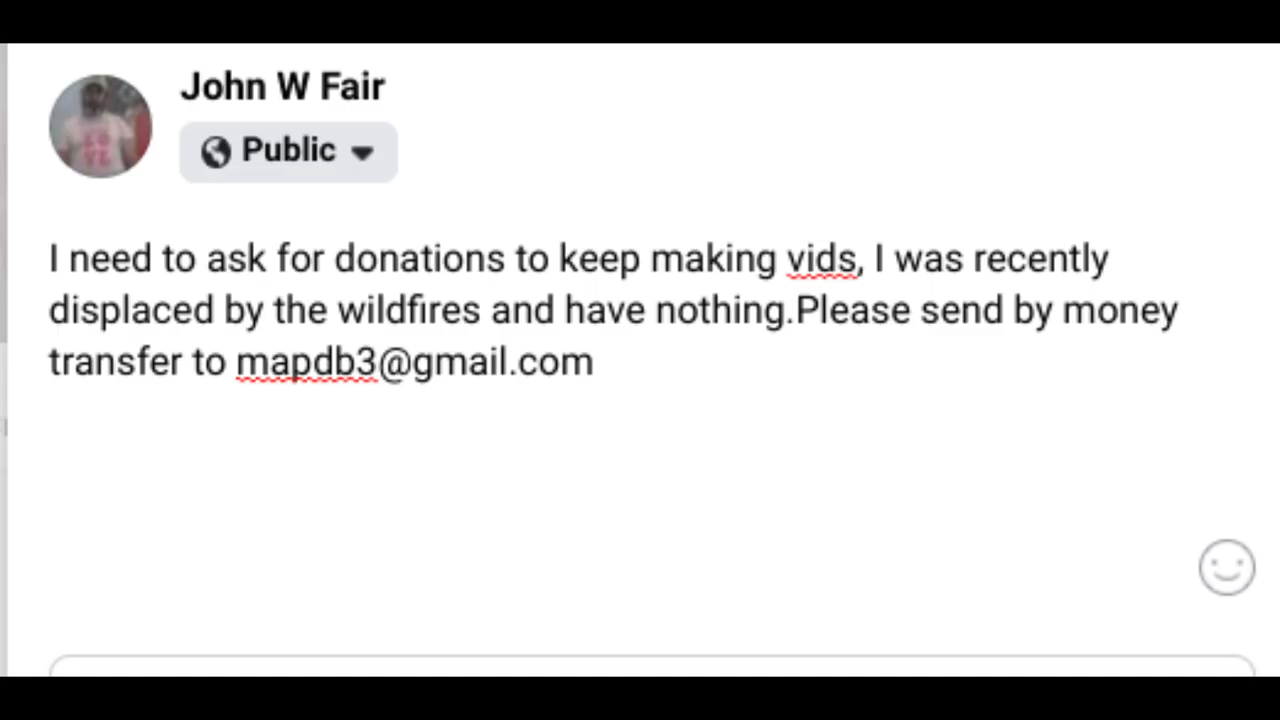 John W Fair
Public
I need to ask for donations to keep making vids, I was recently
displaced by the wildfires and have nothing.Please send by money
transfer to mapdb3@gmail.com